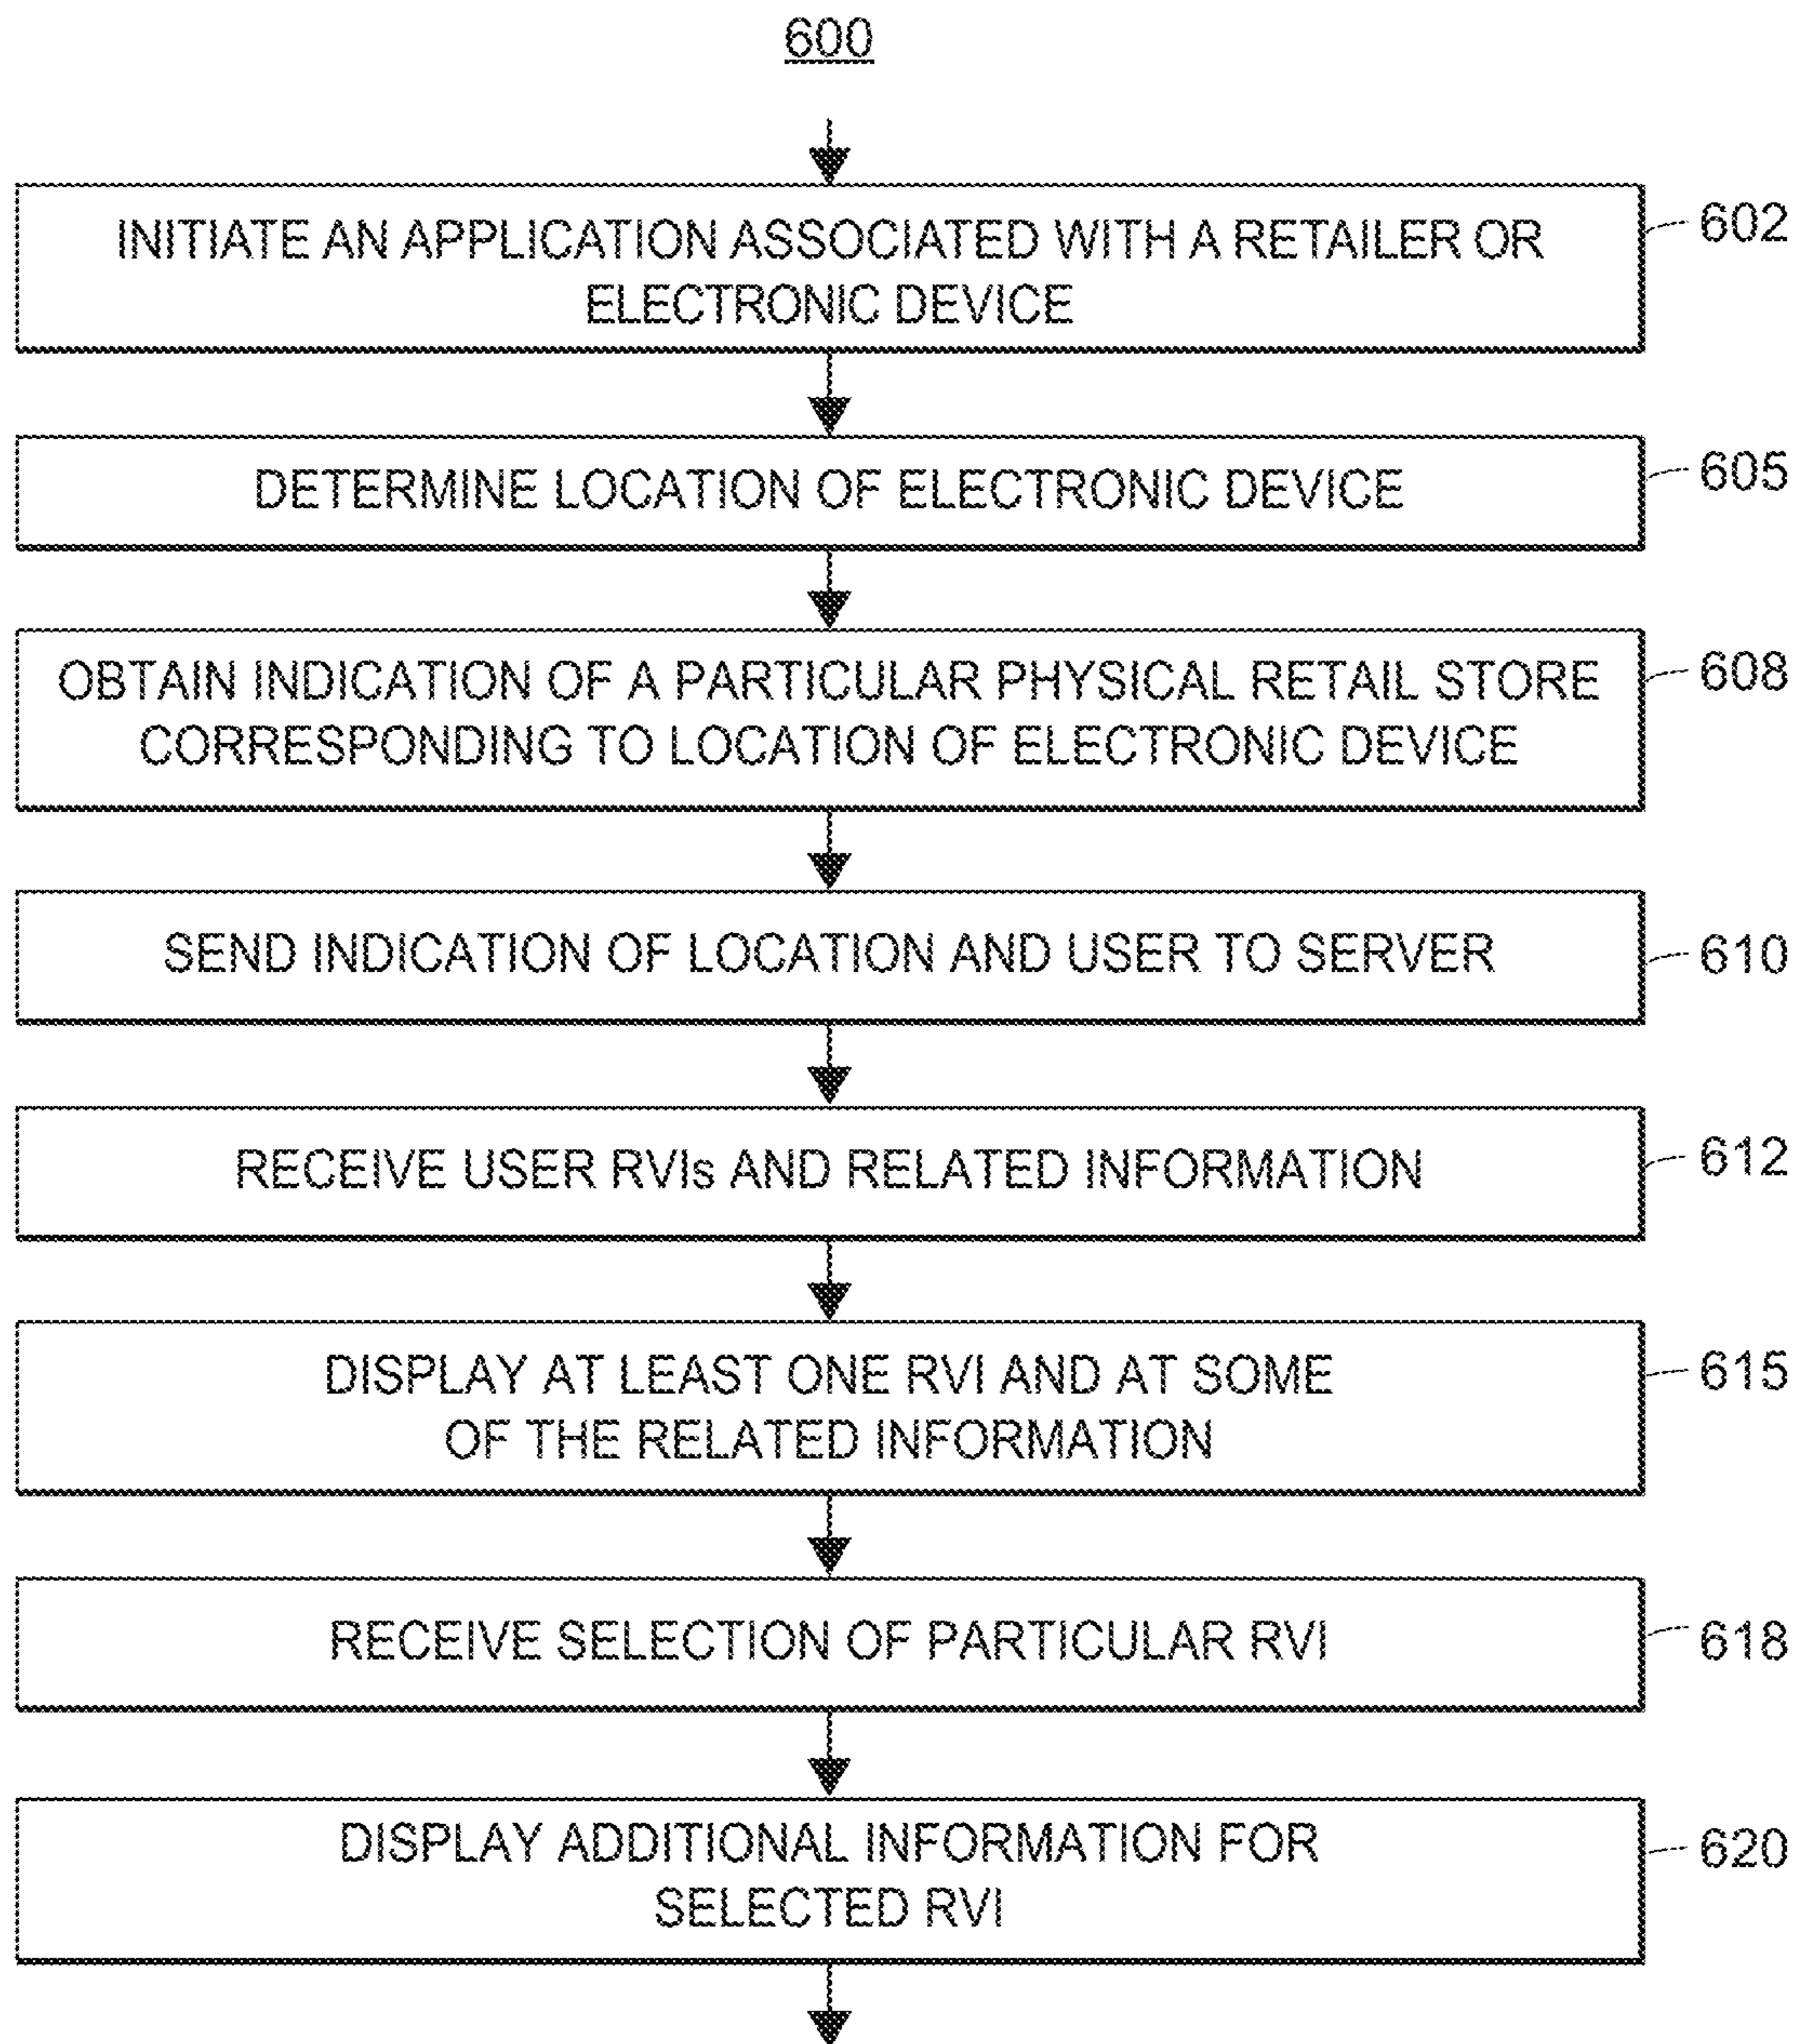 600
INITIATE AN APPLICATION ASSOCIATED WITH A RETAILER OR
ELECTRONIC DEVICE
602
DETERMINE LOCATION OF ELECTRONIC DEVICE
605
OBTAIN INDICATION OF A PARTICULAR PHYSICAL RETAIL STORE
CORRESPONDING TO LOCATION OF ELECTRONIC DEVICE
608
SEND INDICATION OF LOCATION AND USER TO SERVER
610
RECEIVE USER RVIs AND RELATED INFORMATION
612
DISPLAY AT LEAST ONE RVI AND AT SOME
OF THE RELATED INFORMATION
615
RECEIVE SELECTION OF PARTICULAR RVI
618
DISPLAY ADDITIONAL INFORMATION FOR
SELECTED RVI
620